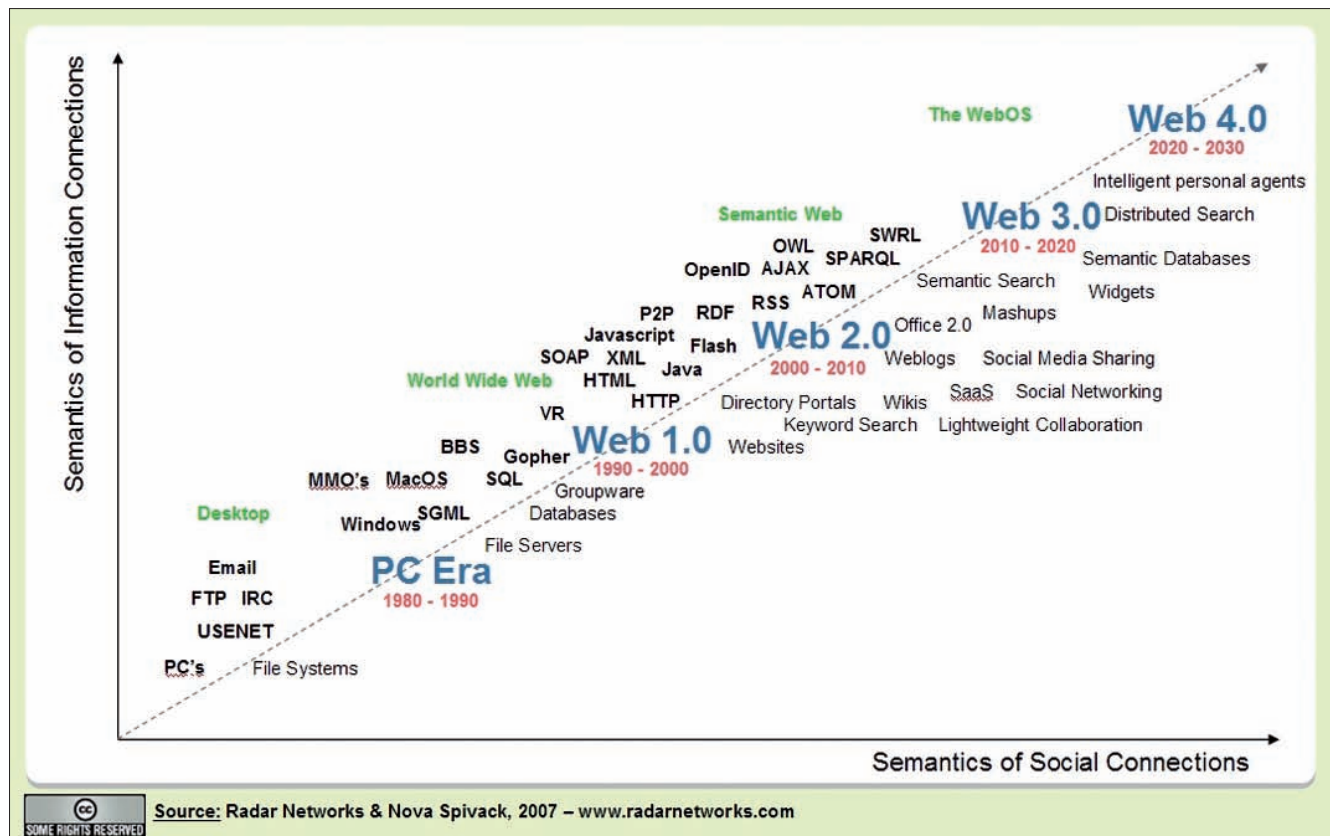 Semantics of Information Connections
The WebOS
Web 4.0
2020 - 2030
Intelligent personal agents
Semantic Web
Web 3.0
Distributed Search
2010 - 2020
SWRL
OWL
SPARQL
OpenID
AJAX
Semantic Databases
Semantic Search
Widgets
ATOM
RSS
Mashups
P2P
RDF
Office 2.0
Web 2.0
2000 - 2010
Javascript
Flash
SOAP
XML
Java
Weblogs
Social Media Sharing
World Wide Web
HTML
HTTP
SaaS
Social Networking
Directory Portals
Wikis
VR
Keyword Search
Lightweight Collaboration
Web 1.0
1990 - 2000
Websites
BBS
Gopher
MMO's
MacOS
SQL
Groupware
Desktop
Windows
SGML
Databases
File Servers
PC Era
1980 - 1990
Email
FTP
IRC
USENET
PC's
File Systems
Semantics of Social Connections
cc
SOME RIGHTS RESERVED
Source: Radar Networks & Nova Spivack, 2007 – www.radarnetworks.com